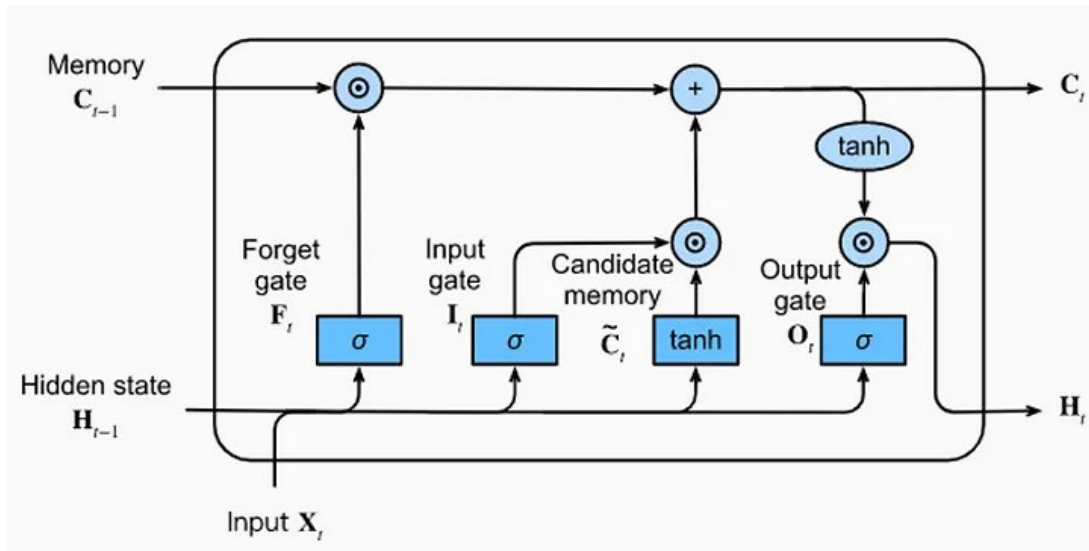 Memory
C_{t-1}
⊙
+
C_t
tanh
⊙
⊙
Forget
gate
F_t
Input
gate
I_t
Candidate
memory
C̃_t
Output
gate
O_t
σ
σ
tanh
σ
Hidden state
H_{t-1}
H_t
Input X_t